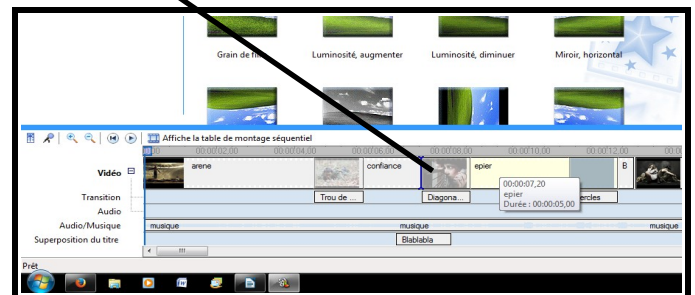 Grain de fil
Luminosité, augmenter
Luminosité, diminuer
Miroir, horizontal
Affiche la table de montage séquentiel
00:00:02,00
00:00:04,00
00:00:06,00
00:00:08,00
00:00:10,00
00:00:12,00
Vidéo
arene
confiance
epier
B
00:00:07,20
epier
Durée : 00:00:05,00
Transition
Trou de ...
Diagona...
ercles
Audio
Audio/Musique
musique
musique
musique
Superposition du titre
Blablabla
Prêt